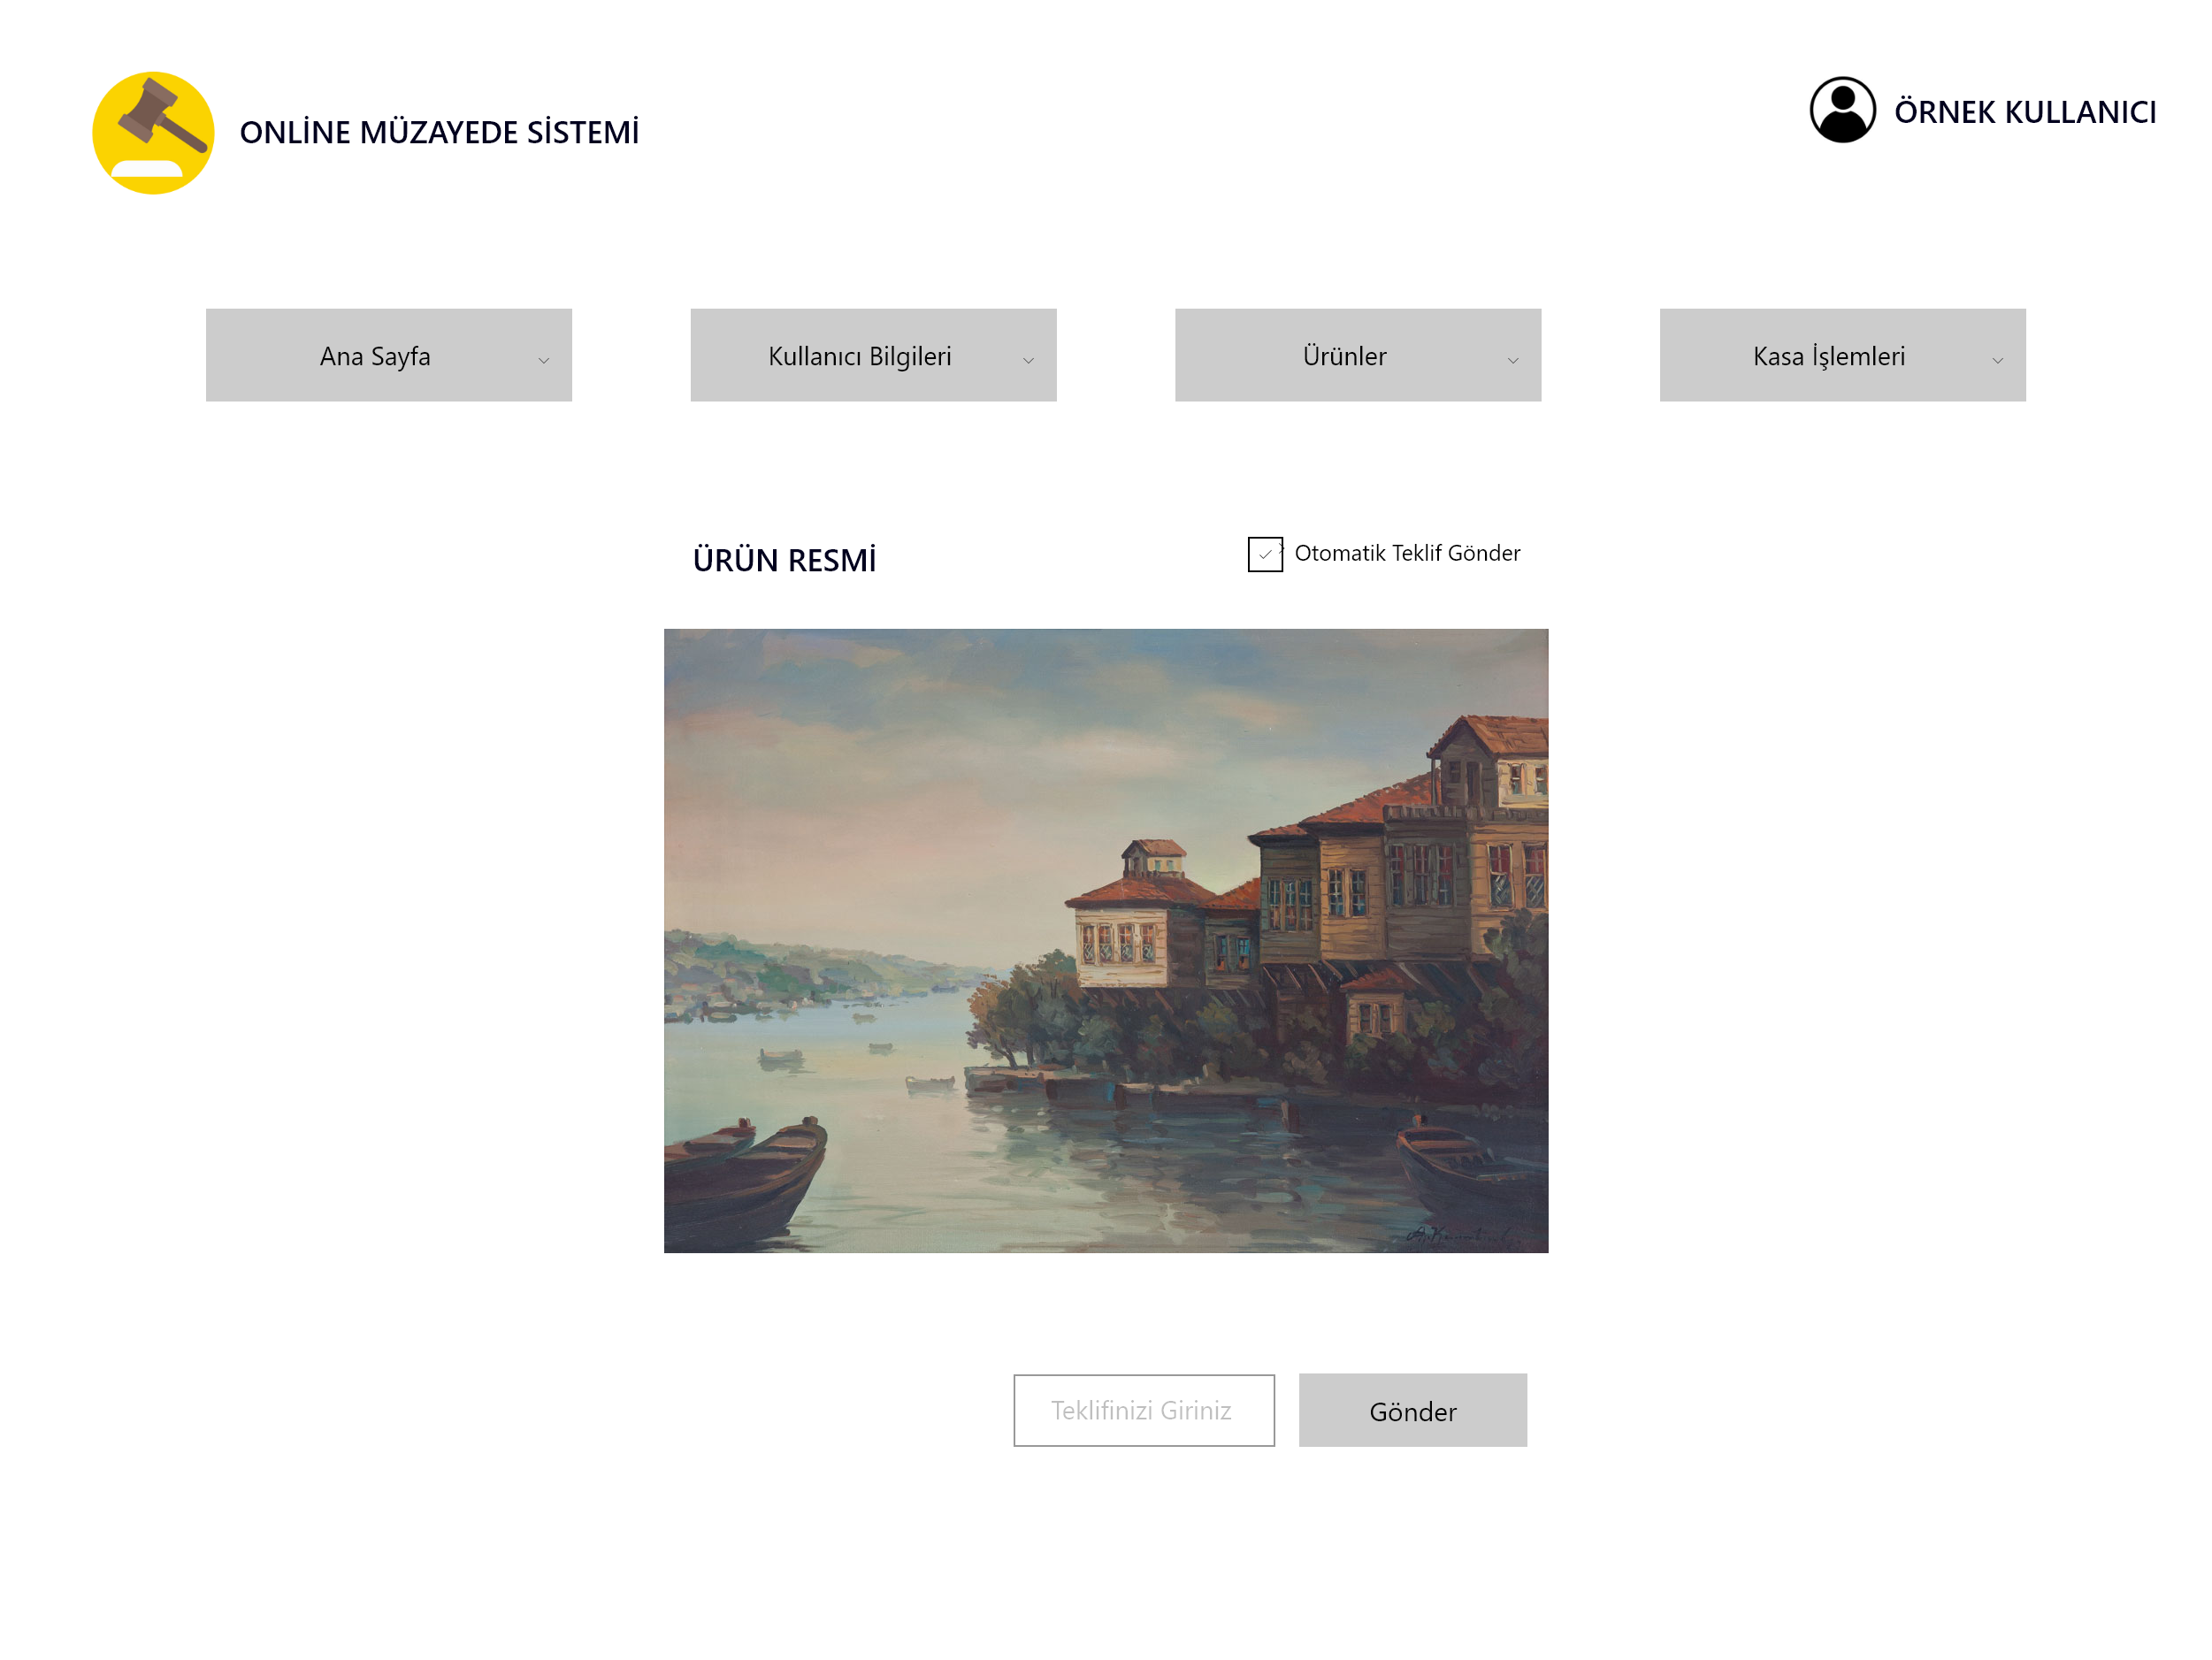 ONLİNE MÜZAYEDE SİSTEMİ
ÖRNEK KULLANICI
Ana Sayfa
Kullanıcı Bilgileri
Ürünler
Kasa İşlemleri
ÜRÜN RESMİ
Otomatik Teklif Gönder
Teklifinizi Giriniz
Gönder